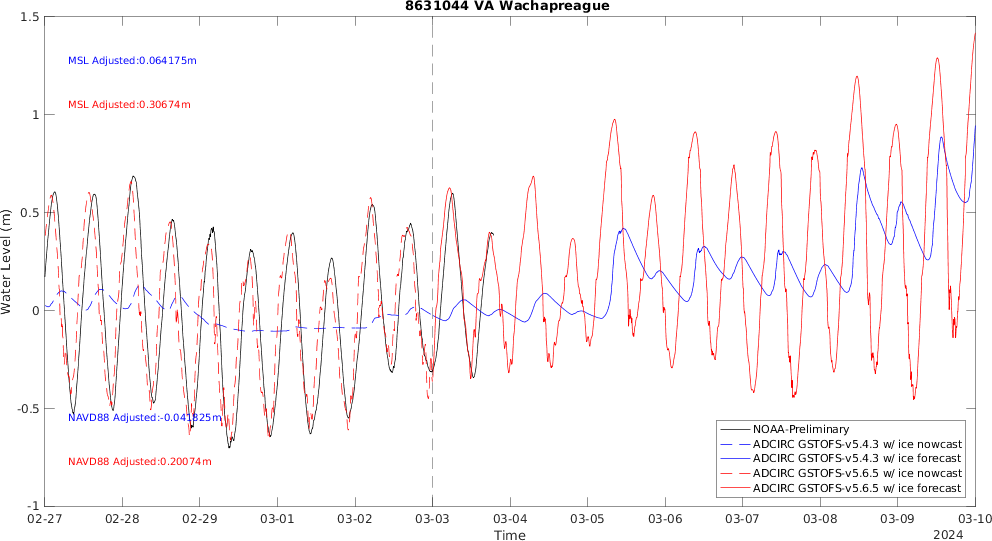 8631044 VA Wachapreague
1.5
1
0.5
0
-0.5
-1
Water Level (m)
MSL Adjusted:0.064175m
MSL Adjusted:0.30674m
NAVD88 Adjusted:-0.041825m
NAVD88 Adjusted:0.20074m
NOAA-Preliminary
ADCIRC GSTOFS-v5.4.3 w/ ice nowcast
ADCIRC GSTOFS-v5.4.3 w/ ice forecast
ADCIRC GSTOFS-v5.6.5 w/ ice nowcast
ADCIRC GSTOFS-v5.6.5 w/ ice forecast
02-27 02-28 02-29 03-01 03-02 03-03 03-04 03-05 03-06 03-07 03-08 03-09 03-10
Time
2024